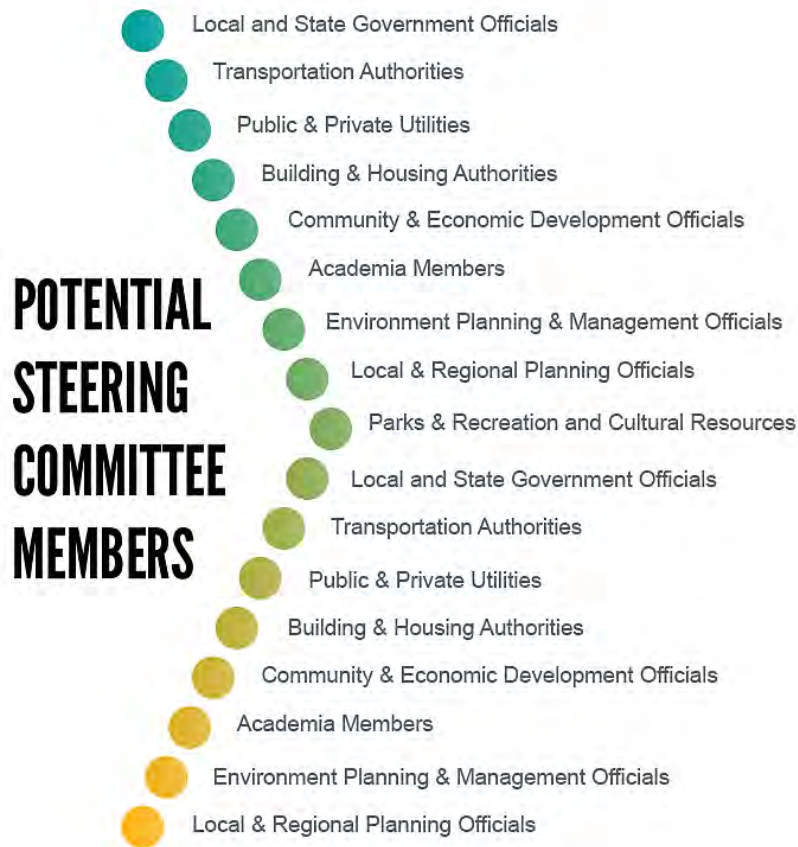 Local and State Government Officials
Transportation Authorities
Public & Private Utilities
Building & Housing Authorities
Community & Economic Development Officials
Academia Members
Environment Planning & Management Officials
Local & Regional Planning Officials
Parks & Recreation and Cultural Resources
Local and State Government Officials
Transportation Authorities
Public & Private Utilities
Building & Housing Authorities
Community & Economic Development Officials
Academia Members
Environment Planning & Management Officials
Local & Regional Planning Officials
POTENTIAL
STEERING
COMMITTEE
MEMBERS